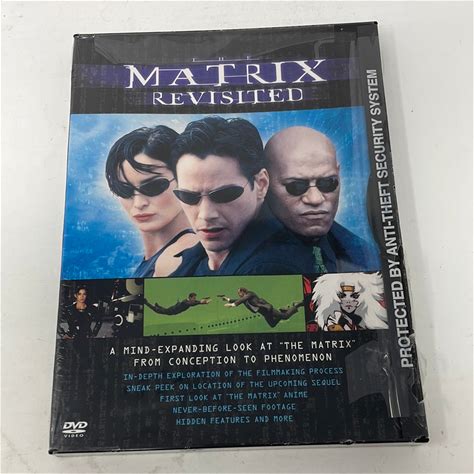 THE
MATRIX
REVISITED
PROTECTED BY ANTI-THEFT SECURITY SYSTEM
A MIND-EXPANDING LOOK AT "THE MATRIX"
FROM CONCEPTION TO PHENOMENON
IN-DEPTH EXPLORATION OF THE FILMMAKING PROCESS
SNEAK PEEK ON LOCATION OF THE UPCOMING SEQUEL
FIRST LOOK AT "THE MATRIX" ANIME
NEVER-BEFORE-SEEN FOOTAGE
HIDDEN FEATURES AND MORE
DVD
VIDEO